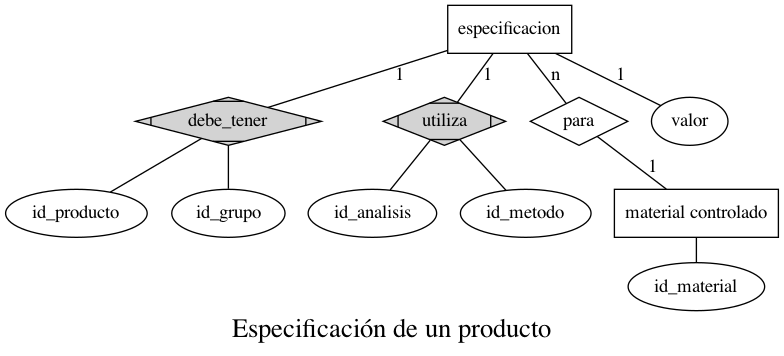 especificacion
1
1
n
1
debe_tener
utiliza
para
valor
1
id_producto
id_grupo
id_analisis
id_metodo
material controlado
id_material
Especificación de un producto